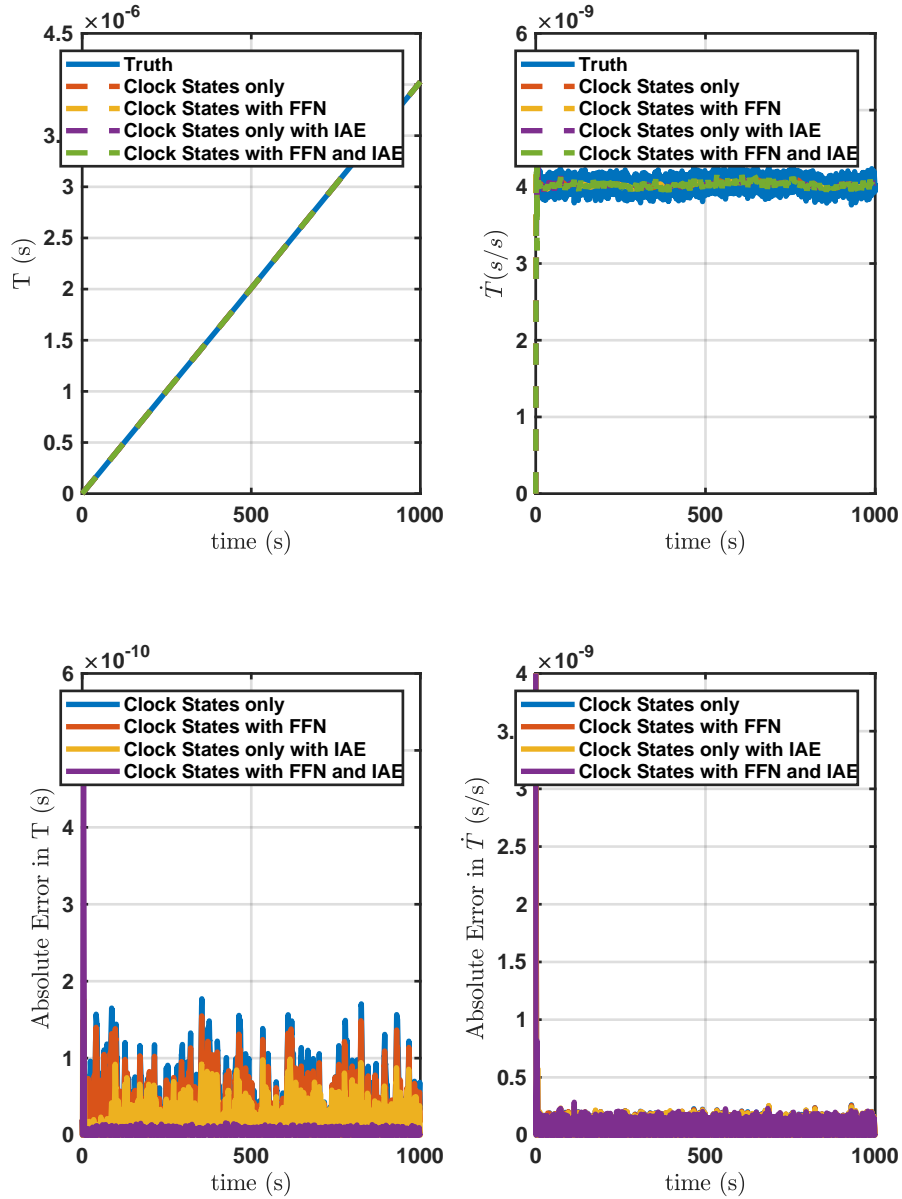 ×10-6
4.5
3.5
3
2.5
2
1.5
1
0.5
0
T (s)
Truth
Clock States only
Clock States with FFN
Clock States only with IAE
Clock States with FFN and IAE
0 500 1000
time (s)
×10-9
6
4
3
2
1
0
Ṫ(s/s)
Truth
Clock States only
Clock States with FFN
Clock States only with IAE
Clock States with FFN and IAE
0 500 1000
time (s)
×10-10
6
4
3
2
1
0
Absolute Error in T (s)
Clock States only
Clock States with FFN
Clock States only with IAE
Clock States with FFN and IAE
0 500 1000
time (s)
×10-9
4
3.
3
2.5
2
1.5
1
0.5
0
Absolute Error in Ṫ (s/s)
Clock States only
Clock States with FFN
Clock States only with IAE
Clock States with FFN and IAE
0 500 1000
time (s)